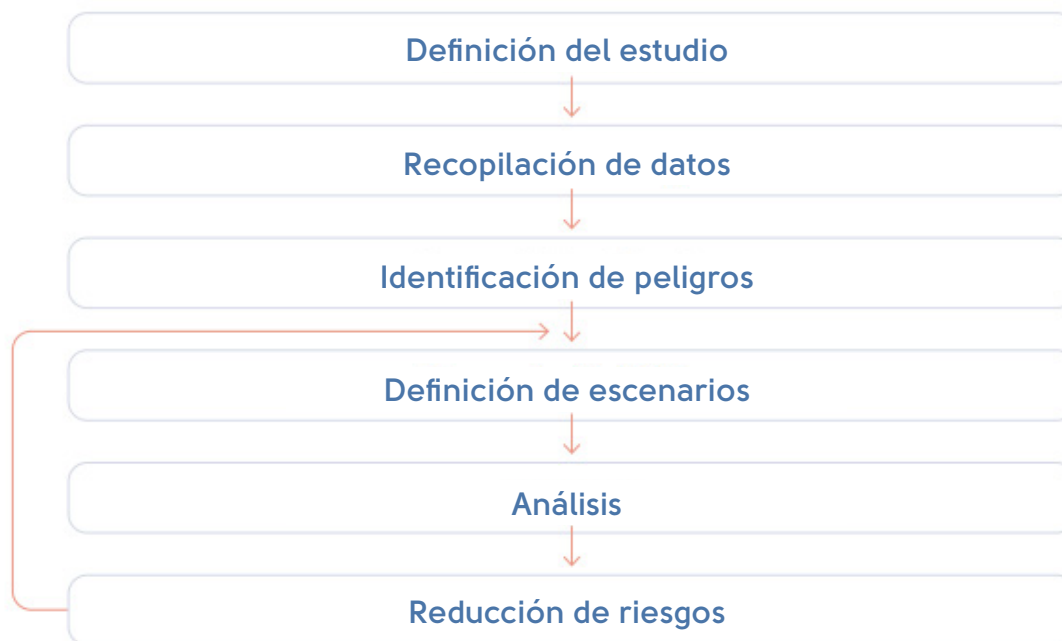 Definición del estudio
Recopilación de datos
Identificación de peligros
Definición de escenarios
Análisis
Reducción de riesgos